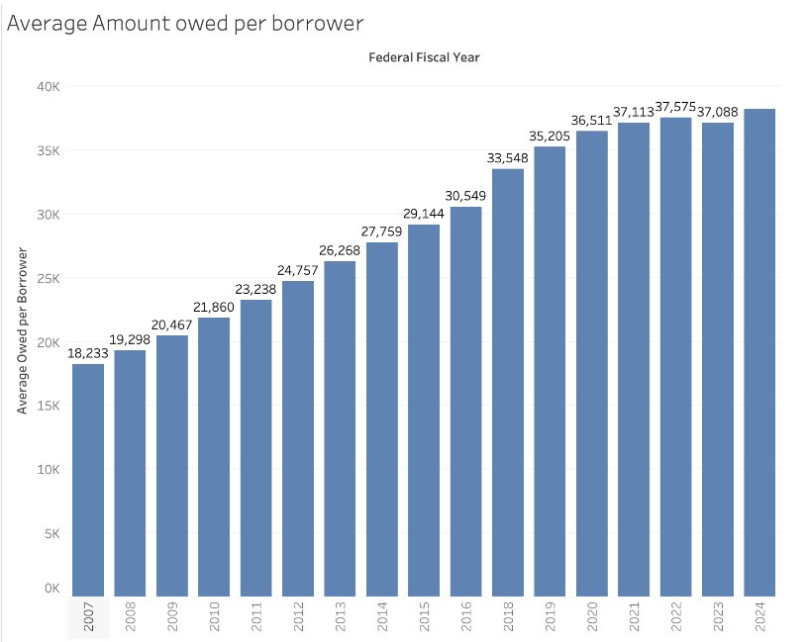 Average Amount owed per borrower
Federal Fiscal Year
40K
35K
30K
25K
20K
15K
10K
5K
0K
Average Owed per Borrower
18,233
19,298
20,467
21,860
23,238
24,757
26,268
27,759
29,144
30,549
33,548
35,205
36,511
37,113
37,575
37,088
2007
2008
2009
2010
2011
2012
2013
2014
2015
2016
2018
2019
2020
2021
2022
2023
2024